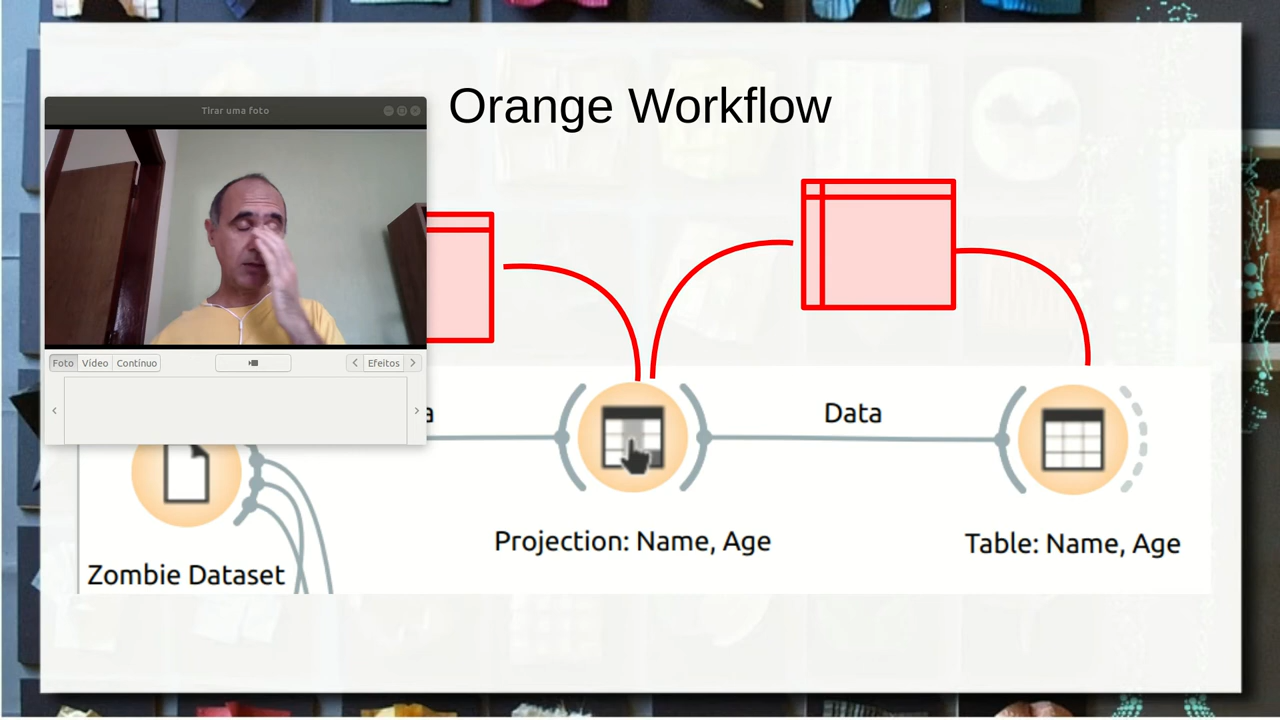 Orange Workflow
Tirar uma foto
Foto Vídeo Contínuo Efeitos
a
Data
Projection: Name, Age
Table: Name, Age
Zombie Dataset